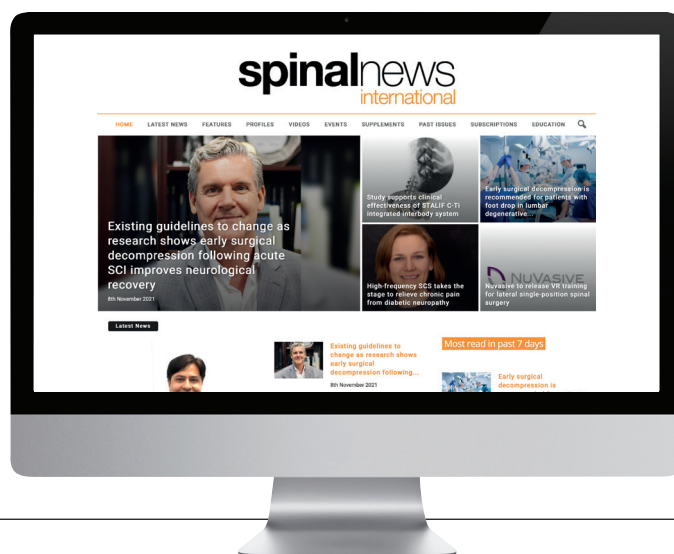 spinalnews
international
HOME LATEST NEWS FEATURES PROFILES VIDEOS EVENTS SUPPLEMENTS PAST ISSUES SUBSCRIPTIONS EDUCATION
Existing guidelines to change as
research shows early surgical
decompression following acute
SCI improves neurological
recovery
8th November 2021
Study supports clinical
effectiveness of STALIF C-Ti
integrated interbody system
Early surgical decompression is
recommended for patients with
foot drop in lumbar
degenerative...
High-frequency SCS takes the
stage to relieve chronic pain
from diabetic neuropathy
NUVASIVE
Nuvasive to release VR training
for lateral single-position spinal
surgery
Latest News
Existing guidelines to
change as research shows
early surgical
decompression following...
8th November 2021
Most read in past 7 days
Early surgical
decompression is